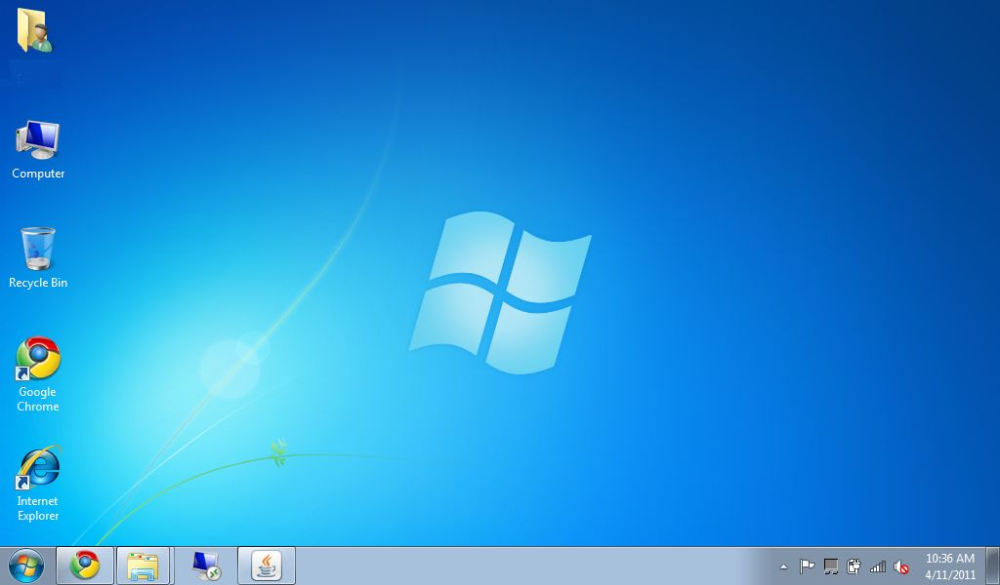 Computer
Recycle Bin
Google
Chrome
Internet
Explorer
10:36 AM
4/11/2011